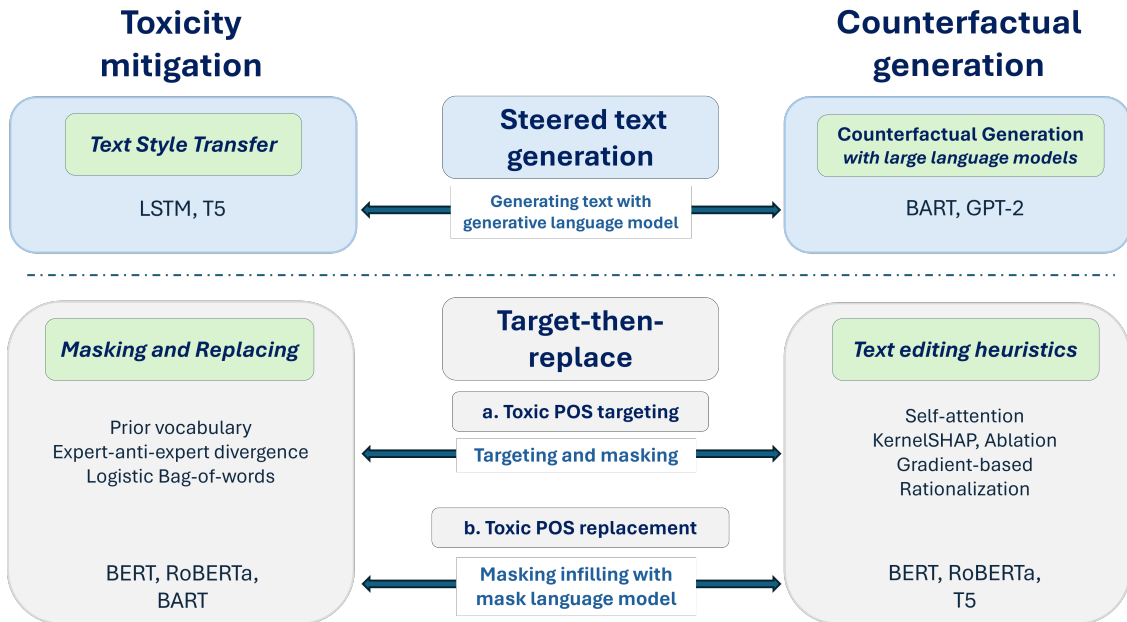 Toxicity
mitigation
Counterfactual
generation
Text Style Transfer
LSTM, T5
Steered text
generation
Generating text with
generative language model
Counterfactual Generation
with large language models
BART, GPT-2
Masking and Replacing
Prior vocabulary
Expert-anti-expert divergence
Logistic Bag-of-words
BERT, RoBERTa,
BART
Target-then-
replace
a. Toxic POS targeting
Targeting and masking
b. Toxic POS replacement
Masking infilling with
mask language model
Text editing heuristics
Self-attention
KernelSHAP, Ablation
Gradient-based
Rationalization
BERT, RoBERTa,
T5